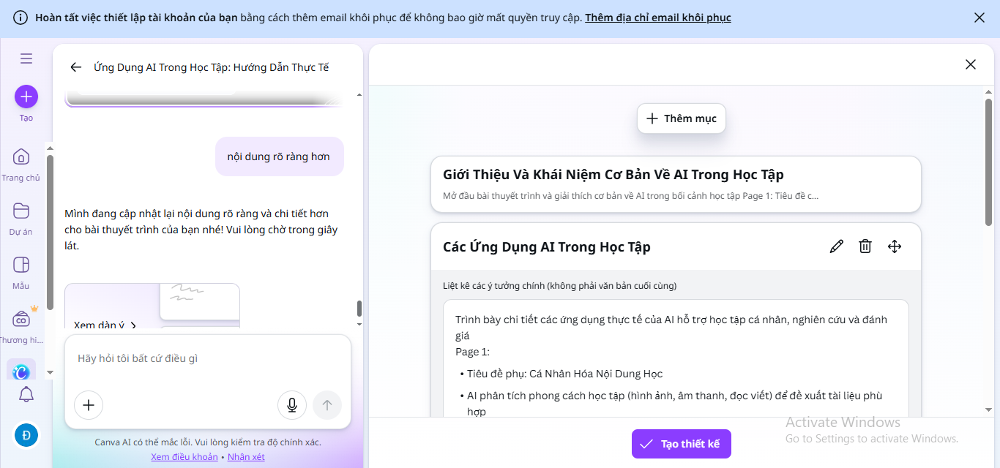 Hoàn tất việc thiết lập tài khoản của bạn bằng cách thêm email khôi phục để không bao giờ mất quyền truy cập. Thêm địa chỉ email khôi phục
Tạo
Trang chủ
Dự án
Mẫu
Thương hi...
Đ
Ứng Dụng AI Trong Học Tập: Hướng Dẫn Thực Tế
nội dung rõ ràng hơn
Mình đang cập nhật lại nội dung rõ ràng và chi tiết hơn
cho bài thuyết trình của bạn nhé! Vui lòng chờ trong giây
lát.
Xem dàn ý
Hãy hỏi tôi bất cứ điều gì
Canva AI có thể mắc lỗi. Vui lòng kiểm tra độ chính xác.
Xem điều khoản • Nhận xét
Thêm mục
Giới Thiệu Và Khái Niệm Cơ Bản Về AI Trong Học Tập
Mở đầu bài thuyết trình và giải thích cơ bản về AI trong bối cảnh học tập Page 1: Tiêu đề c...
Các Ứng Dụng AI Trong Học Tập
Liệt kê các ý tưởng chính (không phải văn bản cuối cùng)
Trình bày chi tiết các ứng dụng thực tế của AI hỗ trợ học tập cá nhân, nghiên cứu và đánh
giá
Page 1:
• Tiêu đề phụ: Cá Nhân Hóa Nội Dung Học
• AI phân tích phong cách học tập (hình ảnh, âm thanh, đọc viết) để đề xuất tài liệu phù
hợp
Tạo thiết kế
Activate Windows
Go to Settings to activate Windows.